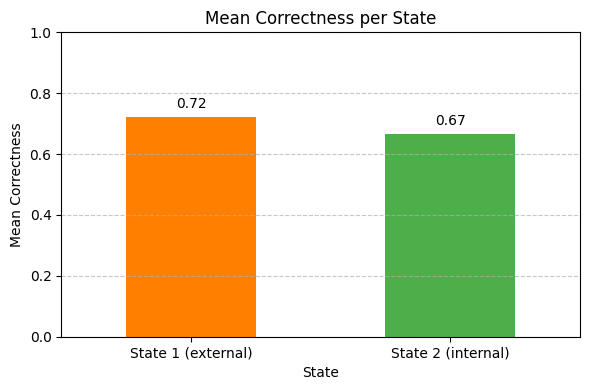 Mean Correctness per State
Mean Correctness
1.0
0.8
0.6
0.4
0.2
0.0
0.72
0.67
State 1 (external)
State 2 (internal)
State